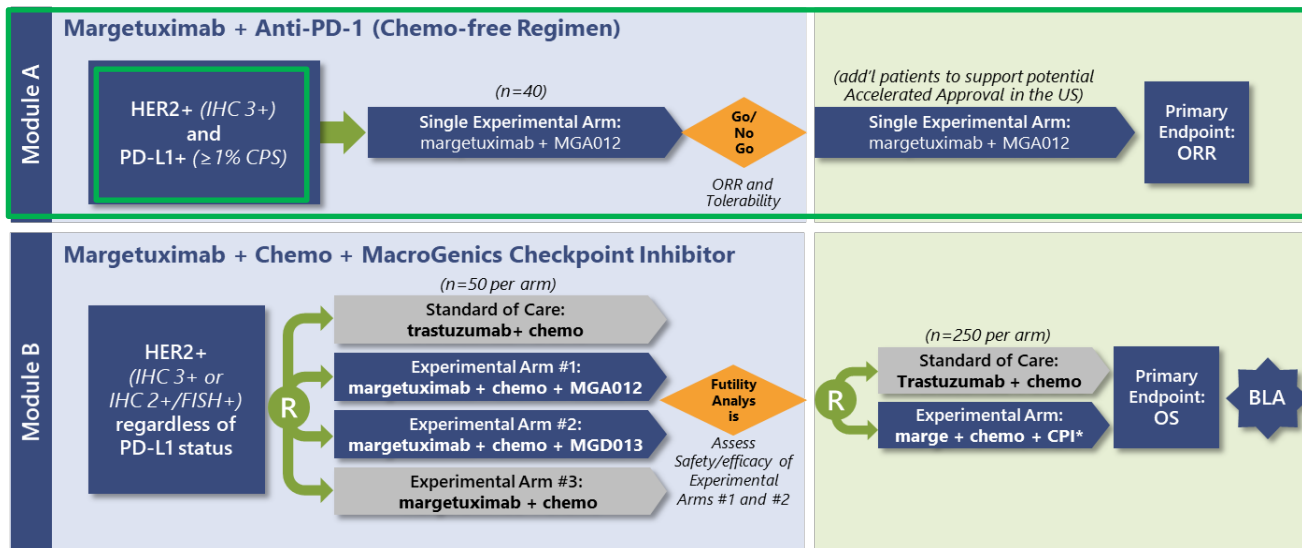 Module A
Margetuximab + Anti-PD-1 (Chemo-free Regimen)
HER2+ (IHC 3+)
and
PD-L1+ (≥1% CPS)
(n=40)
Single Experimental Arm:
margetuximab + MGA012
Go/
No
Go
ORR and
Tolerability
(add'l patients to support potential
Accelerated Approval in the US)
Single Experimental Arm:
margetuximab + MGA012
Primary
Endpoint:
ORR
Module B
Margetuximab + Chemo + MacroGenics Checkpoint Inhibitor
HER2+
(IHC 3+ or
IHC 2+/FISH+)
regardless of
PD-L1 status
R
(n=50 per arm)
Standard of Care:
trastuzumab+ chemo
Experimental Arm #1:
margetuximab + chemo + MGA012
Experimental Arm #2:
margetuximab + chemo + MGD013
Experimental Arm #3:
margetuximab + chemo
Futility
Analys
is
Assess
Safety/efficacy of
Experimental
Arms #1 and #2
R
(n=250 per arm)
Standard of Care:
Trastuzumab + chemo
Experimental Arm:
marge + chemo + CPI*
Primary
Endpoint:
OS
BLA